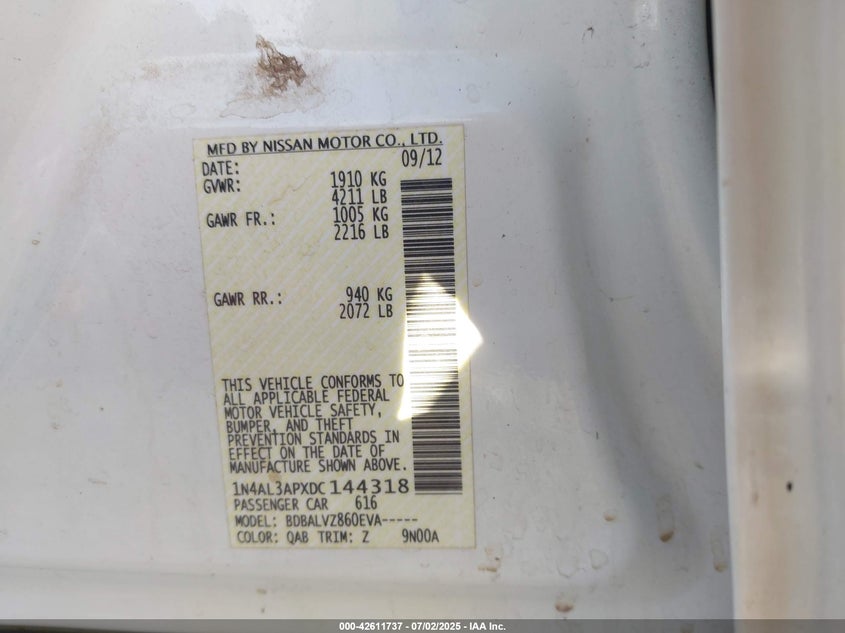 MFD BY NISSAN MOTOR CO., LTD.
DATE: 09/12
GVWR: 1910 KG
4211 LB
GAWR FR.: 1005 KG
2216 LB
GAWR RR.: 940 KG
2072 LB
THIS VEHICLE CONFORMS TO
ALL APPLICABLE FEDERAL
MOTOR VEHICLE SAFETY,
BUMPER, AND THEFT
PREVENTION STANDARDS IN
EFFECT ON THE DATE OF
MANUFACTURE SHOWN ABOVE.
1N4AL3APXDC144318
PASSENGER CAR 616
MODEL: BDBALVZ860EVA-----
COLOR: QAB TRIM: Z 9N00A
000-42611737 - 07/02/2025 - IAA Inc.